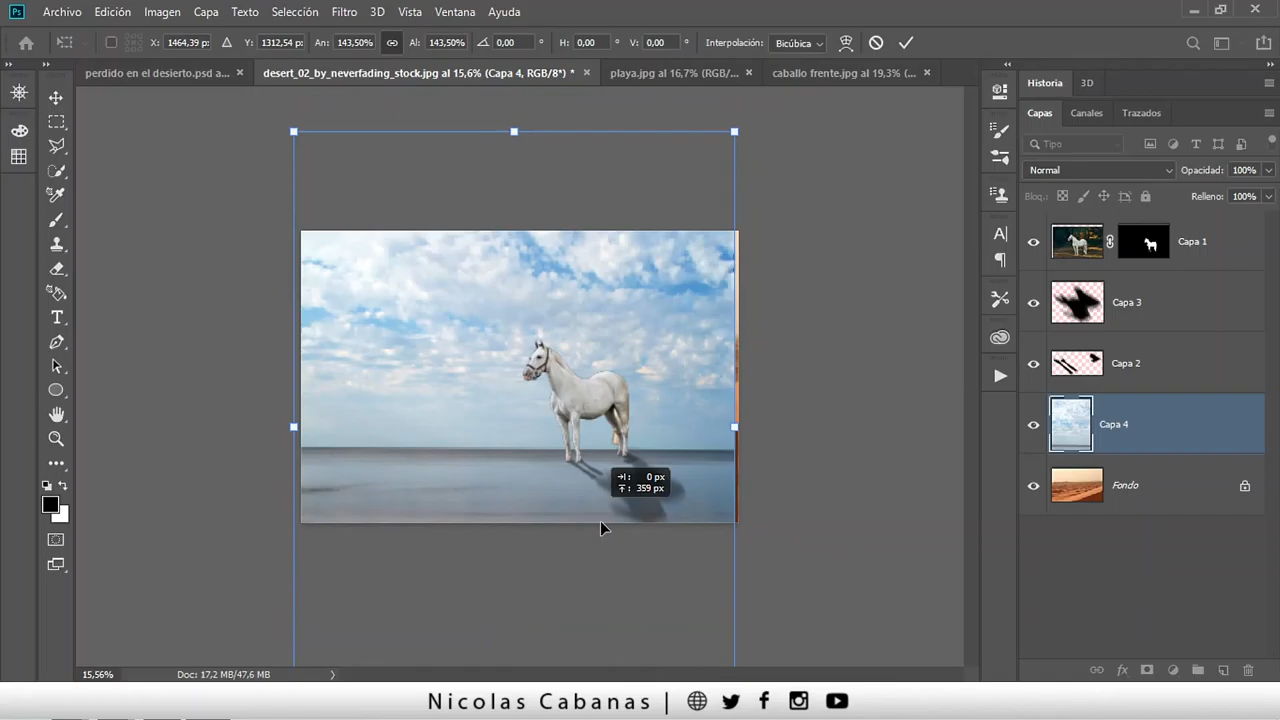 Ps Archivo Edición Imagen Capa Texto Selección Filtro 3D Vista Ventana Ayuda
X: 1464,39 p: Y: 1312,54 p: An: 143,50% Al: 143,50% 0,00 ° H: 0,00 ° V: 0,00 ° Interpolación: Bicúbica
perdido en el desierto.psd a... × desert_02_by_neverfading_stock.jpg al 15,6% (Capa 4, RGB/8*) * × playa.jpg al 16,7% (RGB/... × caballo frente.jpg al 19,3% (... ×
Historia 3D
Capas Canales Trazados
Tipo
Normal Opacidad: 100%
Bloq.: Relleno: 100%
Capa 1
Capa 3
Capa 2
Capa 4
Fondo
0 px
359 px
15,56% Doc: 17,2 MB/47,6 MB
Nicolas Cabanas |